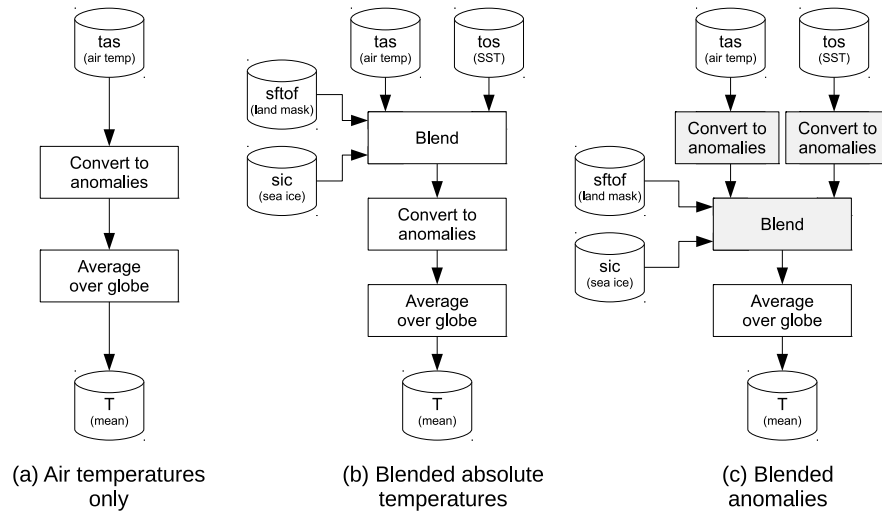 tas
(air temp)
Convert to
anomalies
Average
over globe
T
(mean)
(a) Air temperatures
only
tas
(air temp)
tos
(SST)
sftof
(land mask)
Blend
sic
(sea ice)
Convert to
anomalies
Average
over globe
T
(mean)
(b) Blended absolute
temperatures
tas
(air temp)
tos
(SST)
Convert to
anomalies
Convert to
anomalies
sftof
(land mask)
Blend
sic
(sea ice)
Average
over globe
T
(mean)
(c) Blended
anomalies